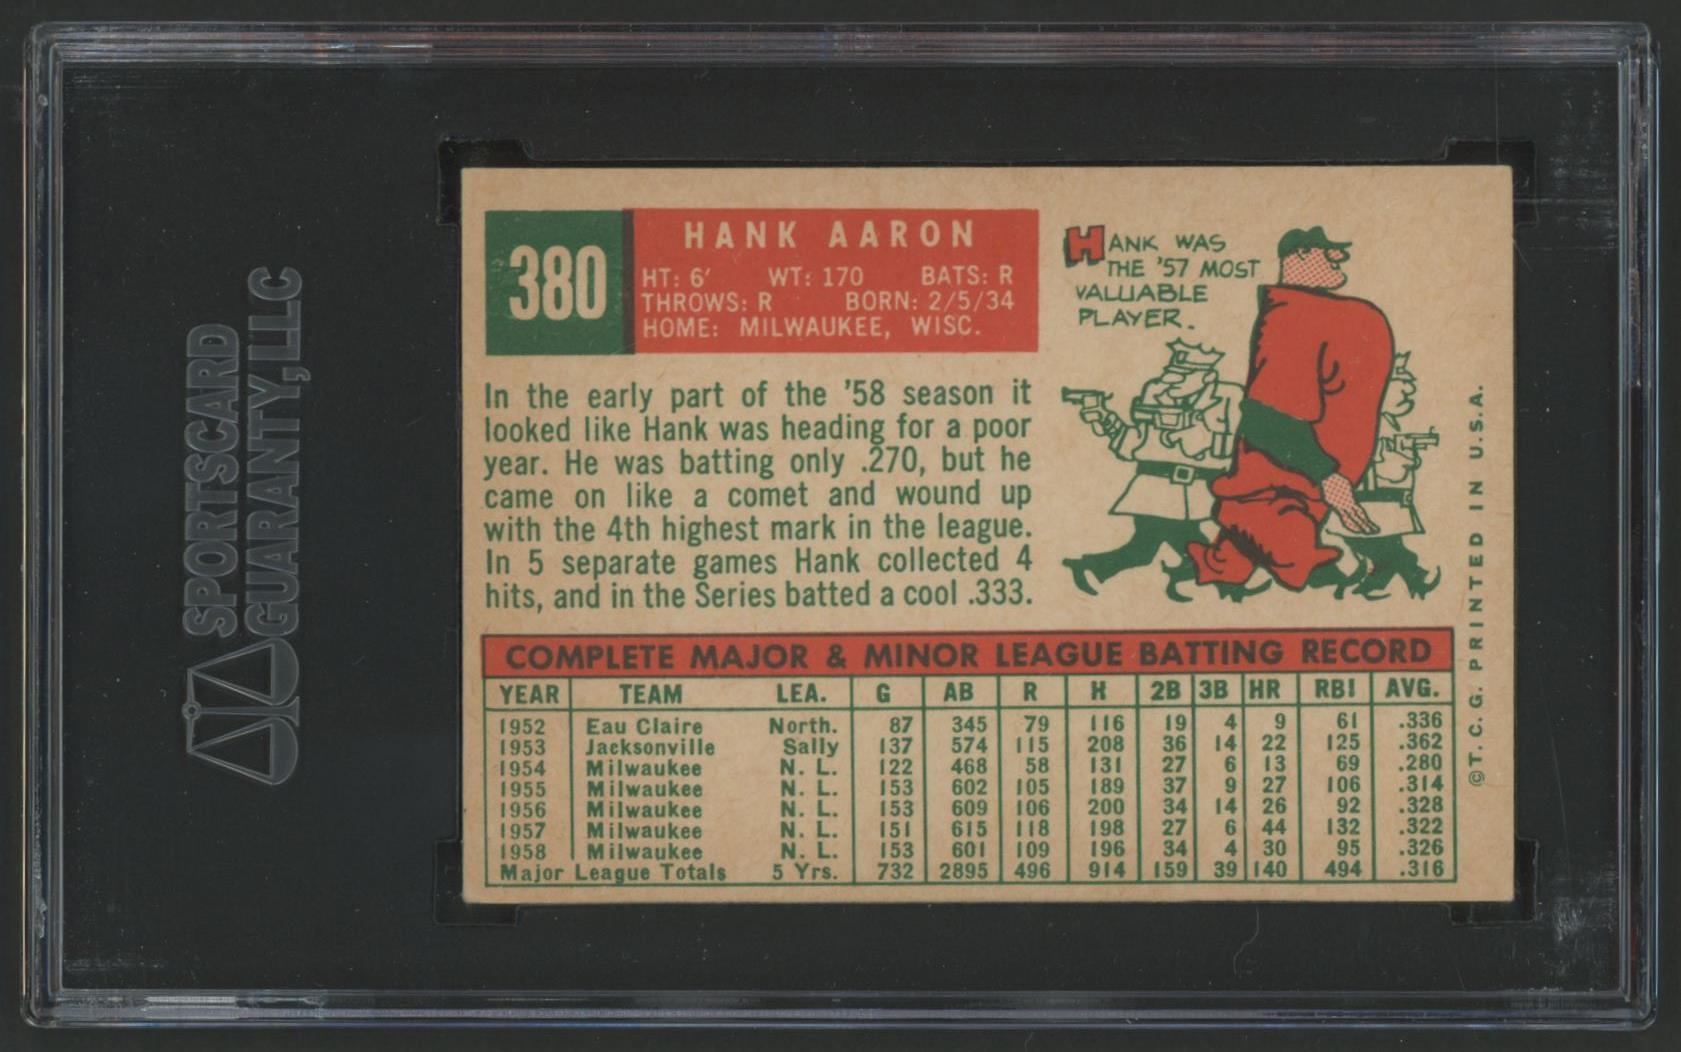 SPORTSCARD
GUARANTY, LLC
380
HANK AARON
HT: 6' WT: 170 BATS: R
THROWS: R BORN: 2/5/34
HOME: MILWAUKEE, WISC.
HANK WAS
THE '57 MOST
VALUABLE
PLAYER.
In the early part of the '58 season it
looked like Hank was heading for a poor
year. He was batting only .270, but he
came on like a comet and wound up
with the 4th highest mark in the league.
In 5 separate games Hank collected 4
hits, and in the Series batted a cool .333.
COMPLETE MAJOR & MINOR LEAGUE BATTING RECORD
YEAR TEAM LEA. G AB R H 2B 3B HR RBI AVG.
1952 Eau Claire North. 87 345 79 116 19 4 9 61 .336
1953 Jacksonville Sally 137 574 115 208 36 14 22 125 .362
1954 Milwaukee N. L. 122 468 58 131 27 6 13 69 .280
1955 Milwaukee N. L. 153 602 105 189 37 9 27 106 .314
1956 Milwaukee N. L. 153 609 106 200 34 14 26 92 .328
1957 Milwaukee N. L. 151 615 118 198 27 6 44 132 .322
1958 Milwaukee N. L. 153 601 109 196 34 4 30 95 .326
Major League Totals 5 Yrs. 732 2895 496 914 159 39 140 494 .316
©T. C. G. PRINTED IN U.S.A.